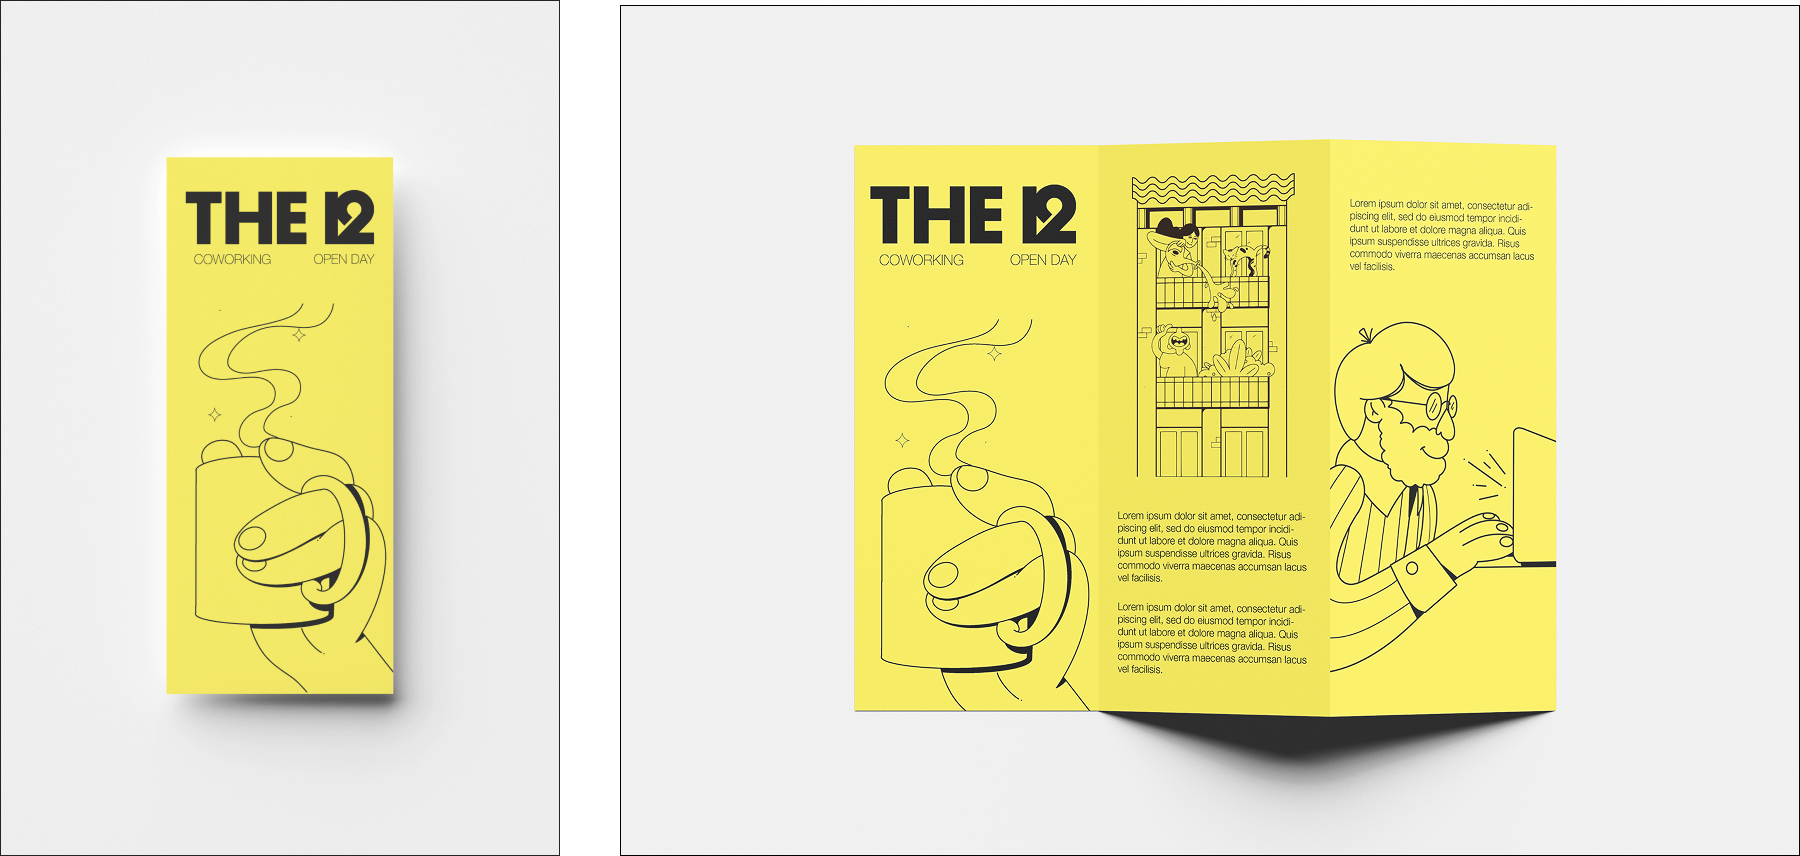 THE 12
COWORKING OPEN DAY
THE 12
COWORKING OPEN DAY
Lorem ipsum dolor sit amet, consectetur adi-
piscing elit, sed do eiusmod tempor incidi-
dunt ut labore et dolore magna aliqua. Quis
ipsum suspendisse ultrices gravida. Risus
commodo viverra maecenas accumsan lacus
vel facilisis.
Lorem ipsum dolor sit amet, consectetur adi-
piscing elit, sed do eiusmod tempor incidi-
dunt ut labore et dolore magna aliqua. Quis
ipsum suspendisse ultrices gravida. Risus
commodo viverra maecenas accumsan lacus
vel facilisis.
Lorem ipsum dolor sit amet, consectetur adi-
piscing elit, sed do eiusmod tempor incidi-
dunt ut labore et dolore magna aliqua. Quis
ipsum suspendisse ultrices gravida. Risus
commodo viverra maecenas accumsan lacus
vel facilisis.